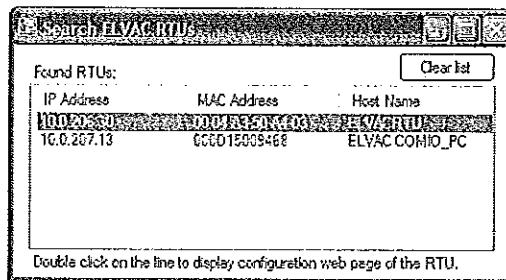 Search ELVAC RTUs
Clear list
Found RTUs:
IP Address MAC Address Host Name
ELVAC RTU
10.0.207.13 ELVAC COMIO_PC
Double click on the line to display configuration web page of the RTU.